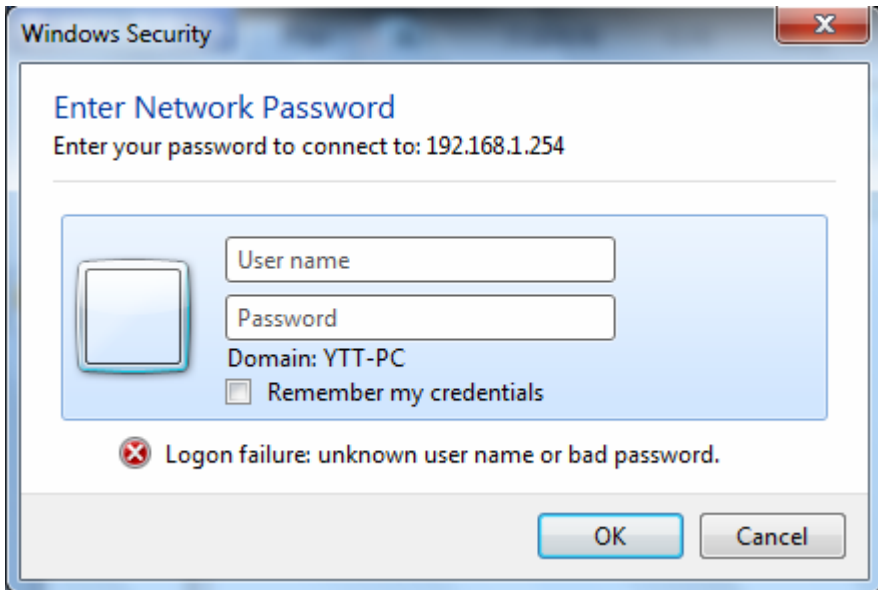 Windows Security
Enter Network Password
Enter your password to connect to: 192.168.1.254
User name
Password
Domain: YTT-PC
Remember my credentials
Logon failure: unknown user name or bad password.
OK Cancel